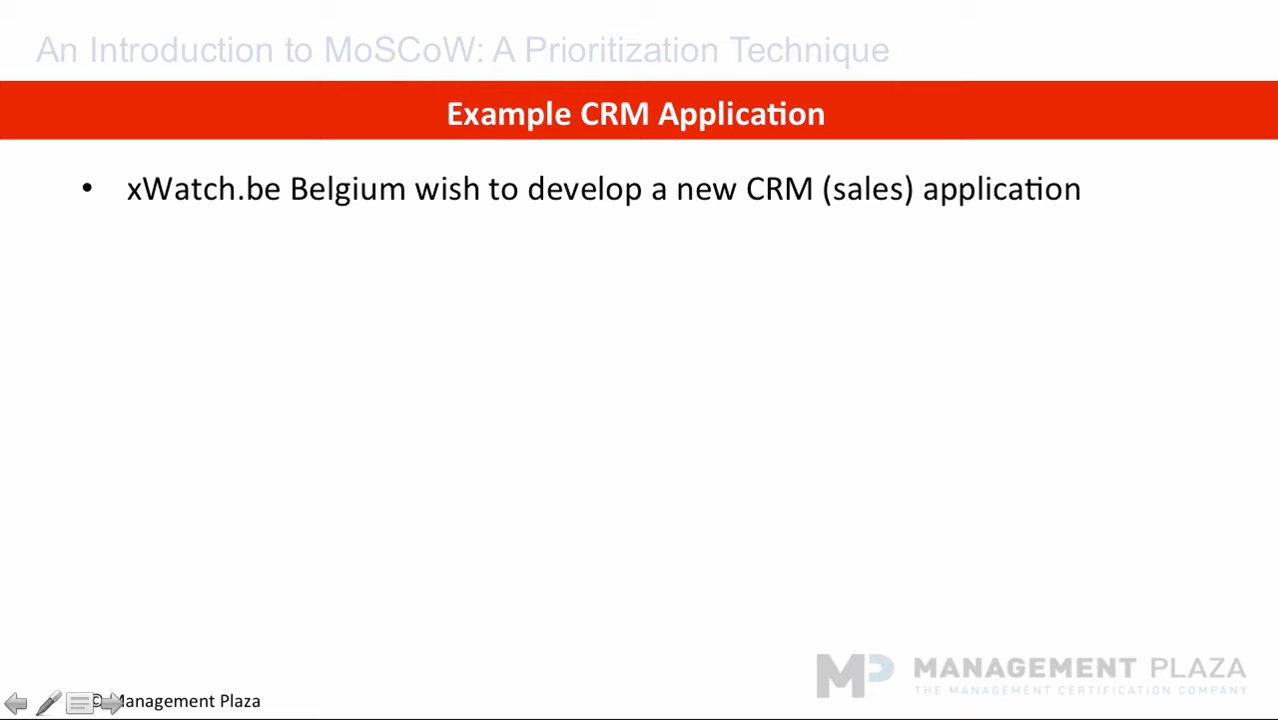 An Introduction to MoSCoW: A Prioritization Technique
Example CRM Application
• xWatch.be Belgium wish to develop a new CRM (sales) application
MP MANAGEMENT PLAZA
THE MANAGEMENT CERTIFICATION COMPANY
© Management Plaza